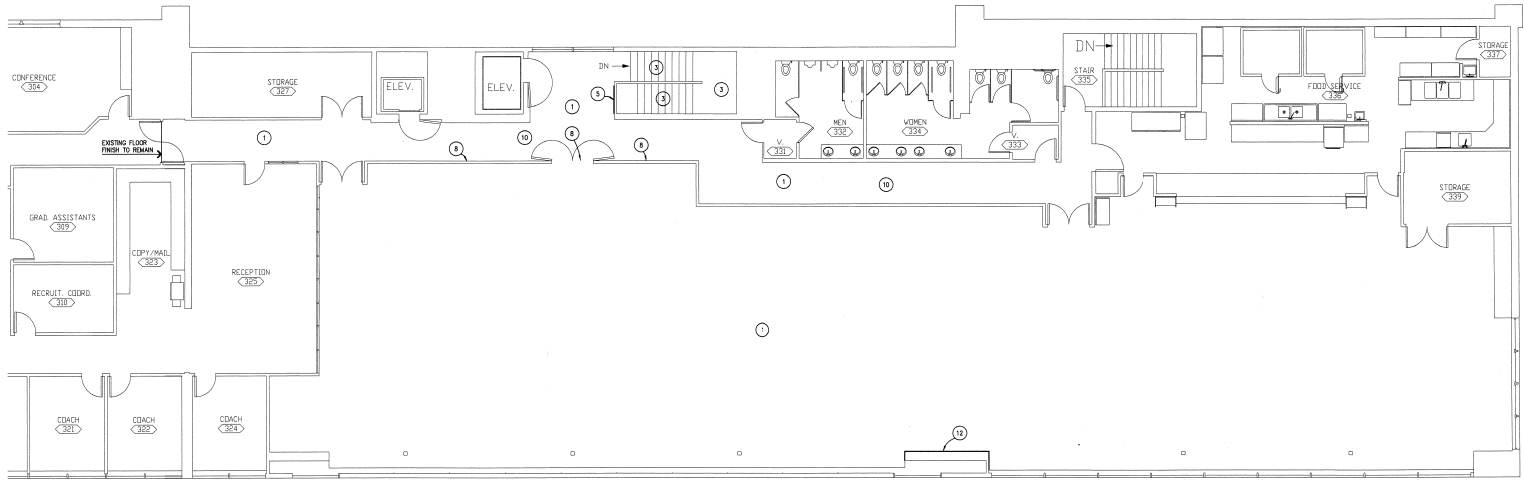 CONFERENCE
304
STORAGE
327
ELEV.
ELEV.
DN
3
3
3
5
1
MEN
332
WOMEN
334
V.
331
V.
333
DN
STAIR
335
FOOD SERVICE
336
STORAGE
337
EXISTING FLOOR
FINISH TO REMAIN
1
8
10
8
8
1
10
STORAGE
339
GRAD. ASSISTANTS
309
COPY/MAIL
323
RECEPTION
325
RECRUIT. COORD.
310
1
COACH
321
COACH
322
COACH
324
12